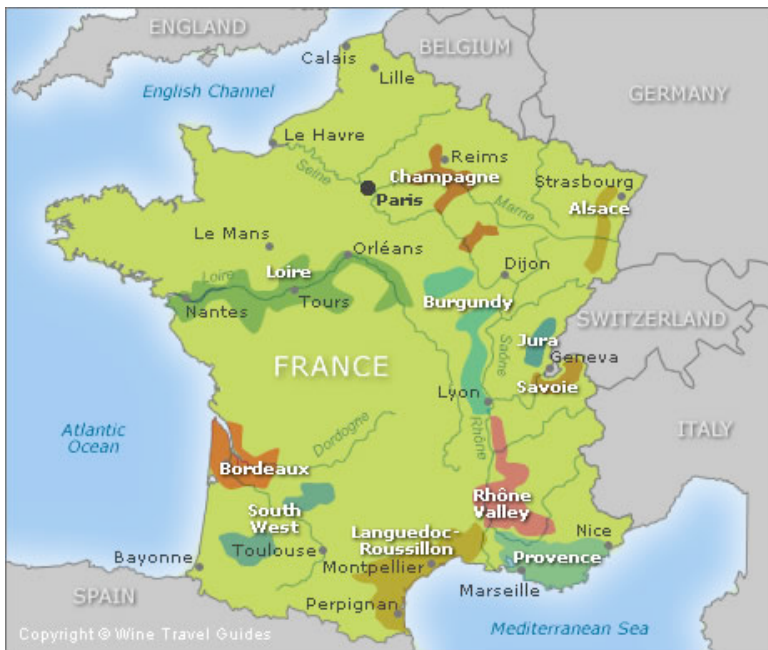 ENGLAND
BELGIUM
Calais
Lille
English Channel
GERMANY
Le Havre
Reims
Seine
Champagne
Strasbourg
Paris
Marne
Alsace
Le Mans
Orléans
Loire
Loire
Dijon
Tours
Burgundy
Nantes
SWITZERLAND
Jura
Saône
Geneva
FRANCE
Savoie
Lyon
Atlantic
Ocean
Dordogne
Rhône
ITALY
Bordeaux
Rhône
Valley
South
West
Languedoc-
Roussillon
Nice
Toulouse
Provence
Bayonne
Montpellier
Marseille
SPAIN
Perpignan
Mediterranean Sea
Copyright © Wine Travel Guides